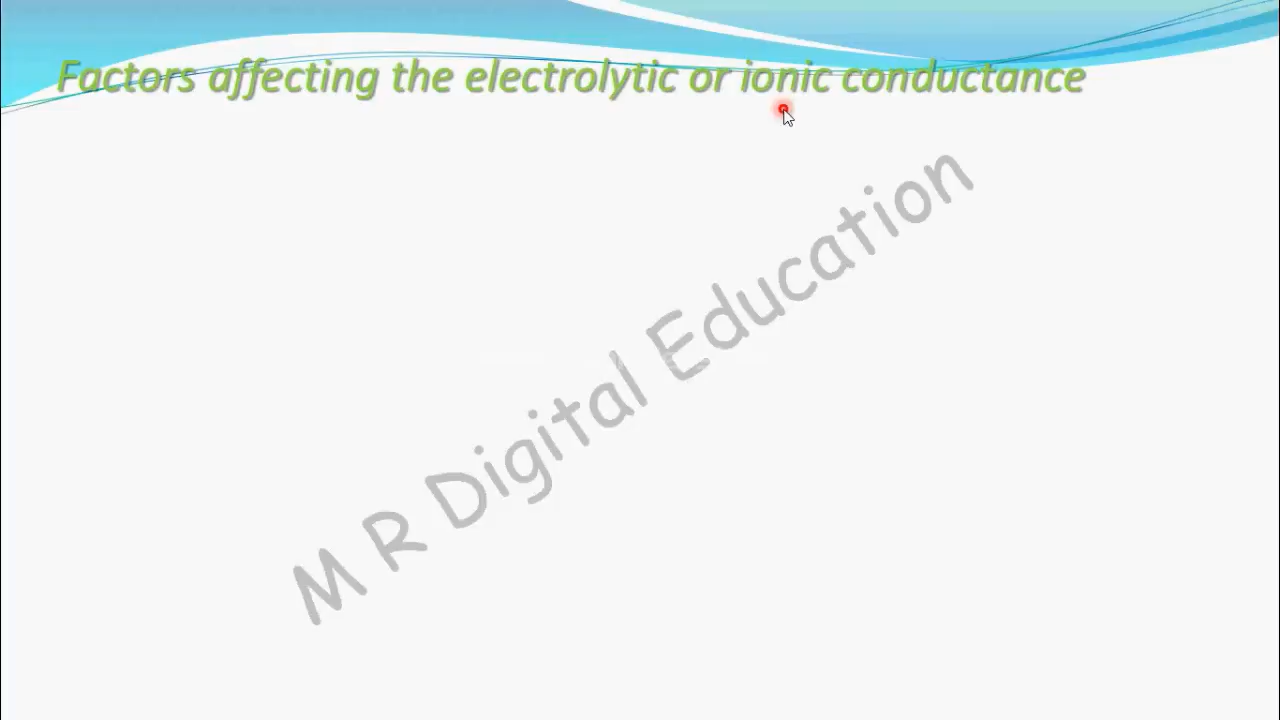 Factors affecting the electrolytic or ionic conductance
M R Digital Education